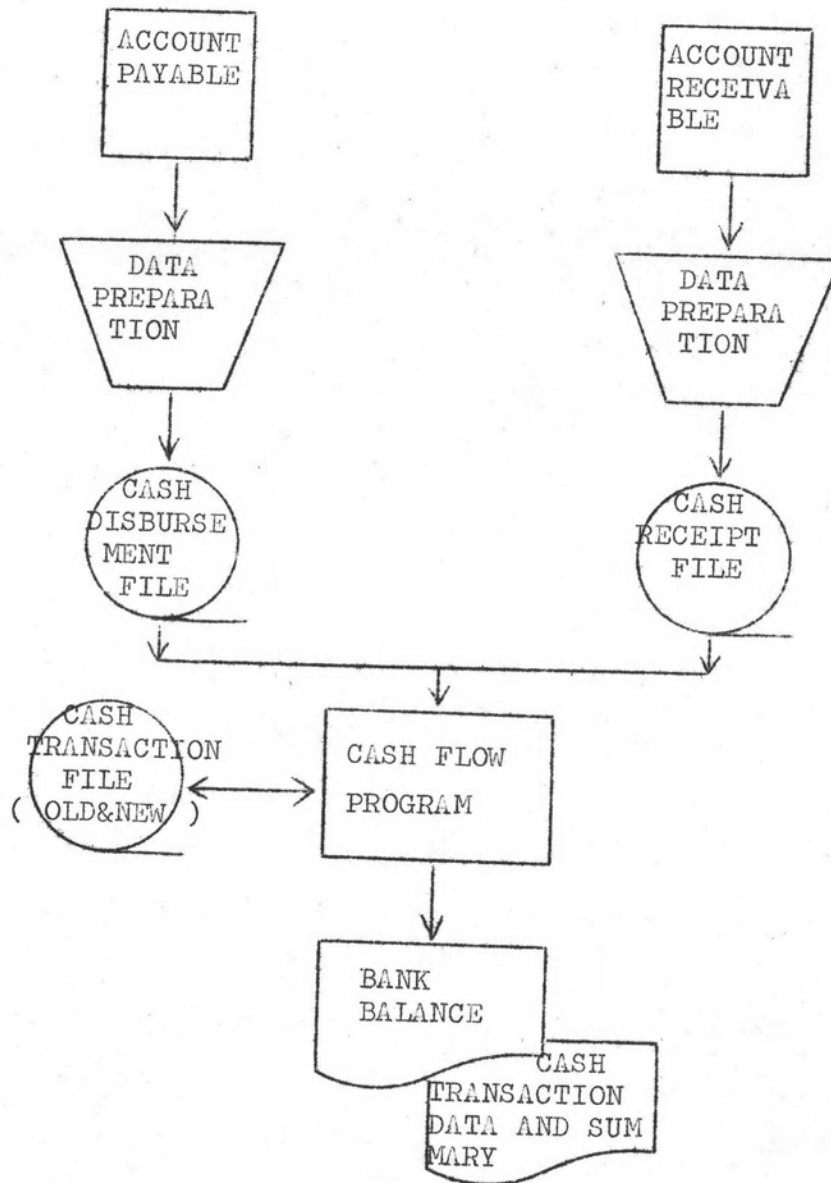 ACCOUNT
PAYABLE
ACCOUNT
RECEIVA
BLE
DATA
PREPARA
TION
DATA
PREPARA
TION
CASH
DISBURSE
MENT
FILE
CASH
RECEIPT
FILE
CASH
TRANSACTION
FILE
( OLD&NEW )
CASH FLOW
PROGRAM
BANK
BALANCE
CASH
TRANSACTION
DATA AND SUM
MARY